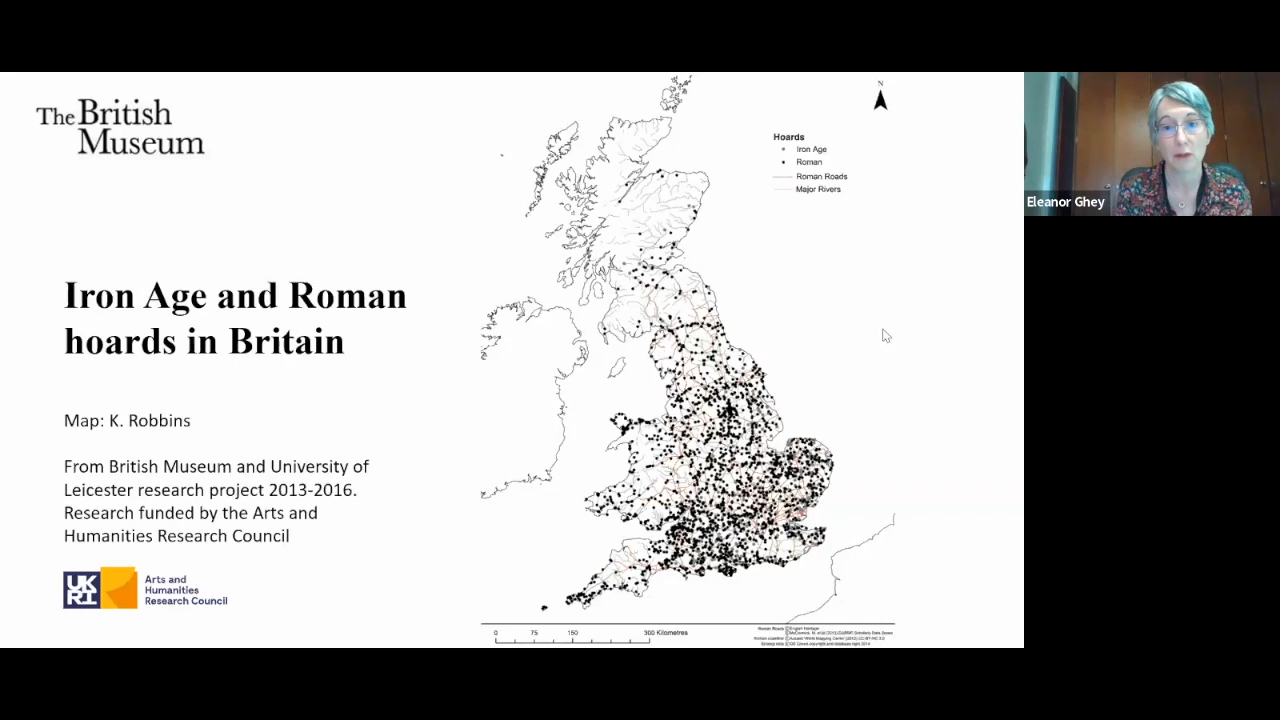 The British
Museum
Iron Age and Roman
hoards in Britain
Map: K. Robbins
From British Museum and University of
Leicester research project 2013-2016.
Research funded by the Arts and
Humanities Research Council
UK
RI
Arts and
Humanities
Research Council
N
Hoards
Iron Age
Roman
Roman Roads
Major Rivers
0 75 150 300 Kilometres
Eleanor Ghey